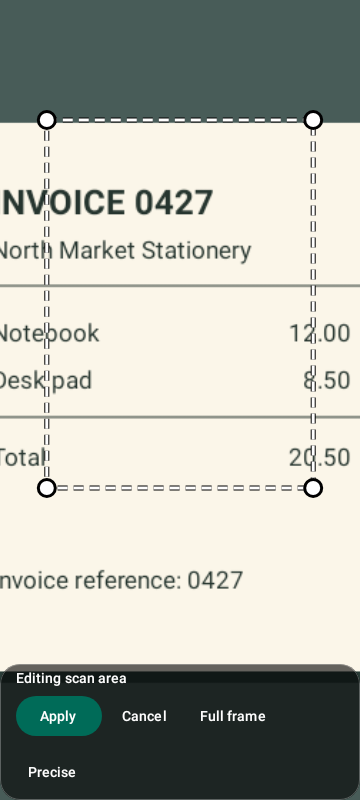 INVOICE 0427
North Market Stationery
Notebook 12.00
Desk pad 8.50
Total 20.50
nvoice reference: 0427
Editing scan area
Apply Cancel Full frame
Precise